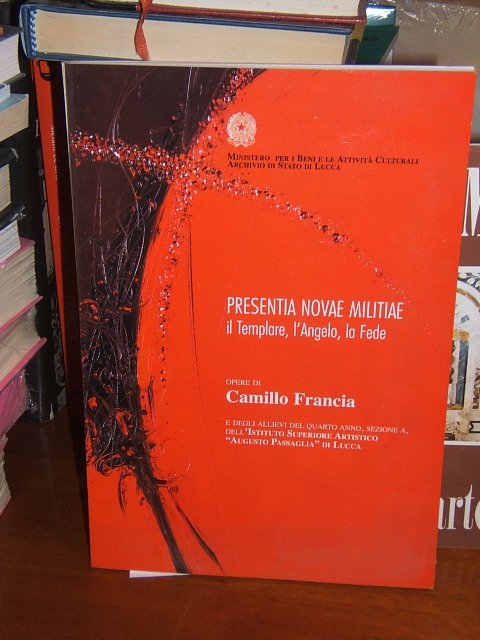 MINISTERO PER I BENI E LE ATTIVITÀ CULTURALI
ARCHIVIO DI STATO DI LUCCA
PRESENTIA NOVAE MILITIAE
il Templare, l'Angelo, la Fede
OPERE DI
Camillo Francia
E DEGLI ALLIEVI DEL QUARTO ANNO, SEZIONE A,
DELL'ISTITUTO SUPERIORE ARTISTICO
"AUGUSTO PASSAGLIA" DI LUCCA